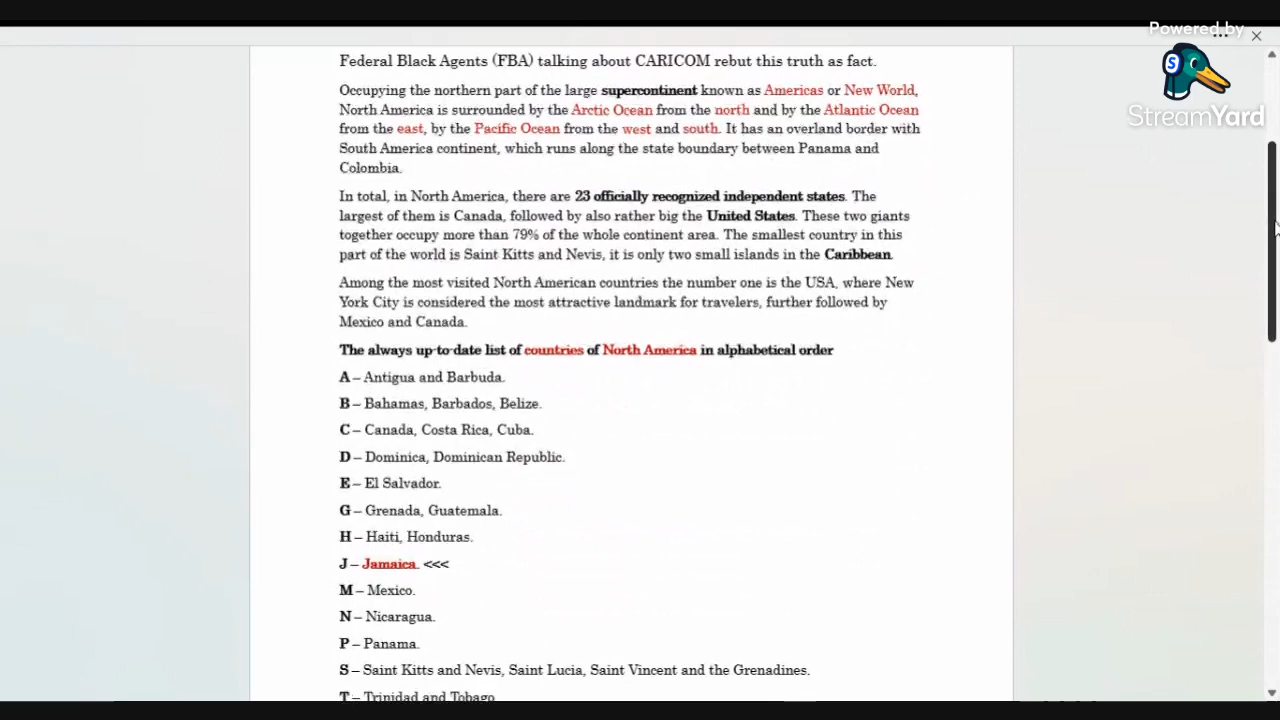 Powered by
StreamYard
Federal Black Agents (FBA) talking about CARICOM rebut this truth as fact.
Occupying the northern part of the large supercontinent known as Americas or New World,
North America is surrounded by the Arctic Ocean from the north and by the Atlantic Ocean
from the east, by the Pacific Ocean from the west and south. It has an overland border with
South America continent, which runs along the state boundary between Panama and
Colombia.
In total, in North America, there are 23 officially recognized independent states. The
largest of them is Canada, followed by also rather big the United States. These two giants
together occupy more than 79% of the whole continent area. The smallest country in this
part of the world is Saint Kitts and Nevis, it is only two small islands in the Caribbean.
Among the most visited North American countries the number one is the USA, where New
York City is considered the most attractive landmark for travelers, further followed by
Mexico and Canada.
The always up-to-date list of countries of North America in alphabetical order
A – Antigua and Barbuda.
B – Bahamas, Barbados, Belize.
C – Canada, Costa Rica, Cuba.
D – Dominica, Dominican Republic.
E – El Salvador.
G – Grenada, Guatemala.
H – Haiti, Honduras.
J – Jamaica. <<<
M – Mexico.
N – Nicaragua.
P – Panama.
S – Saint Kitts and Nevis, Saint Lucia, Saint Vincent and the Grenadines.
T – Trinidad and Tobago